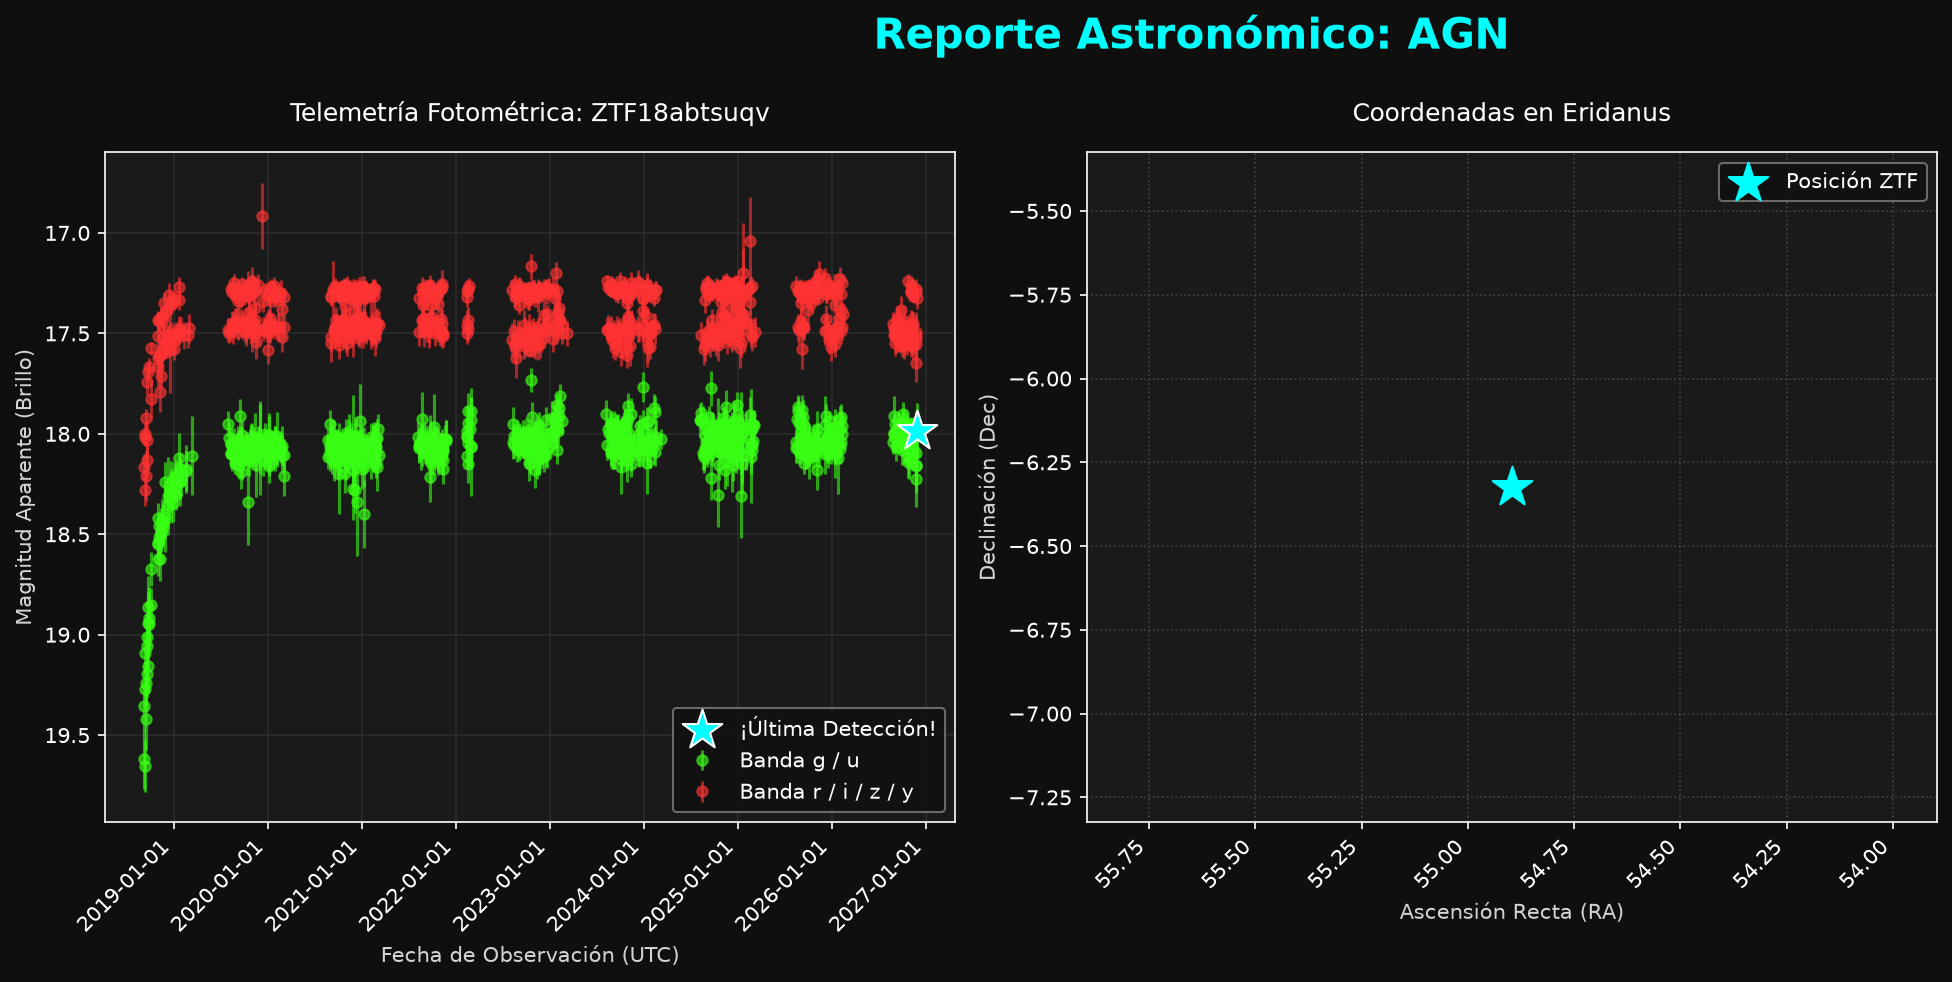 Reporte Astronómico: AGN
Telemetría Fotométrica: ZTF18abtsuqv
Magnitud Aparente (Brillo)
17.0
17.5
18.0
18.5
19.0
19.5
¡Última Detección!
Banda g / u
Banda r / i / z / y
2019-01-01
2020-01-01
2021-01-01
2022-01-01
2023-01-01
2024-01-01
2025-01-01
2026-01-01
2027-01-01
Fecha de Observación (UTC)
Coordenadas en Eridanus
Posición ZTF
Declinación (Dec)
−5.50
−5.75
−6.00
−6.25
−6.50
−6.75
−7.00
−7.25
55.75
55.50
55.25
55.00
54.75
54.50
54.25
54.00
Ascensión Recta (RA)